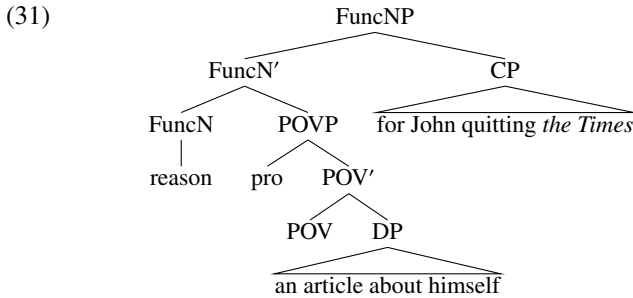 (31) FuncNP
FuncN′ CP
FuncN POVP for John quitting the Times
reason pro POV′
POV DP
an article about himself